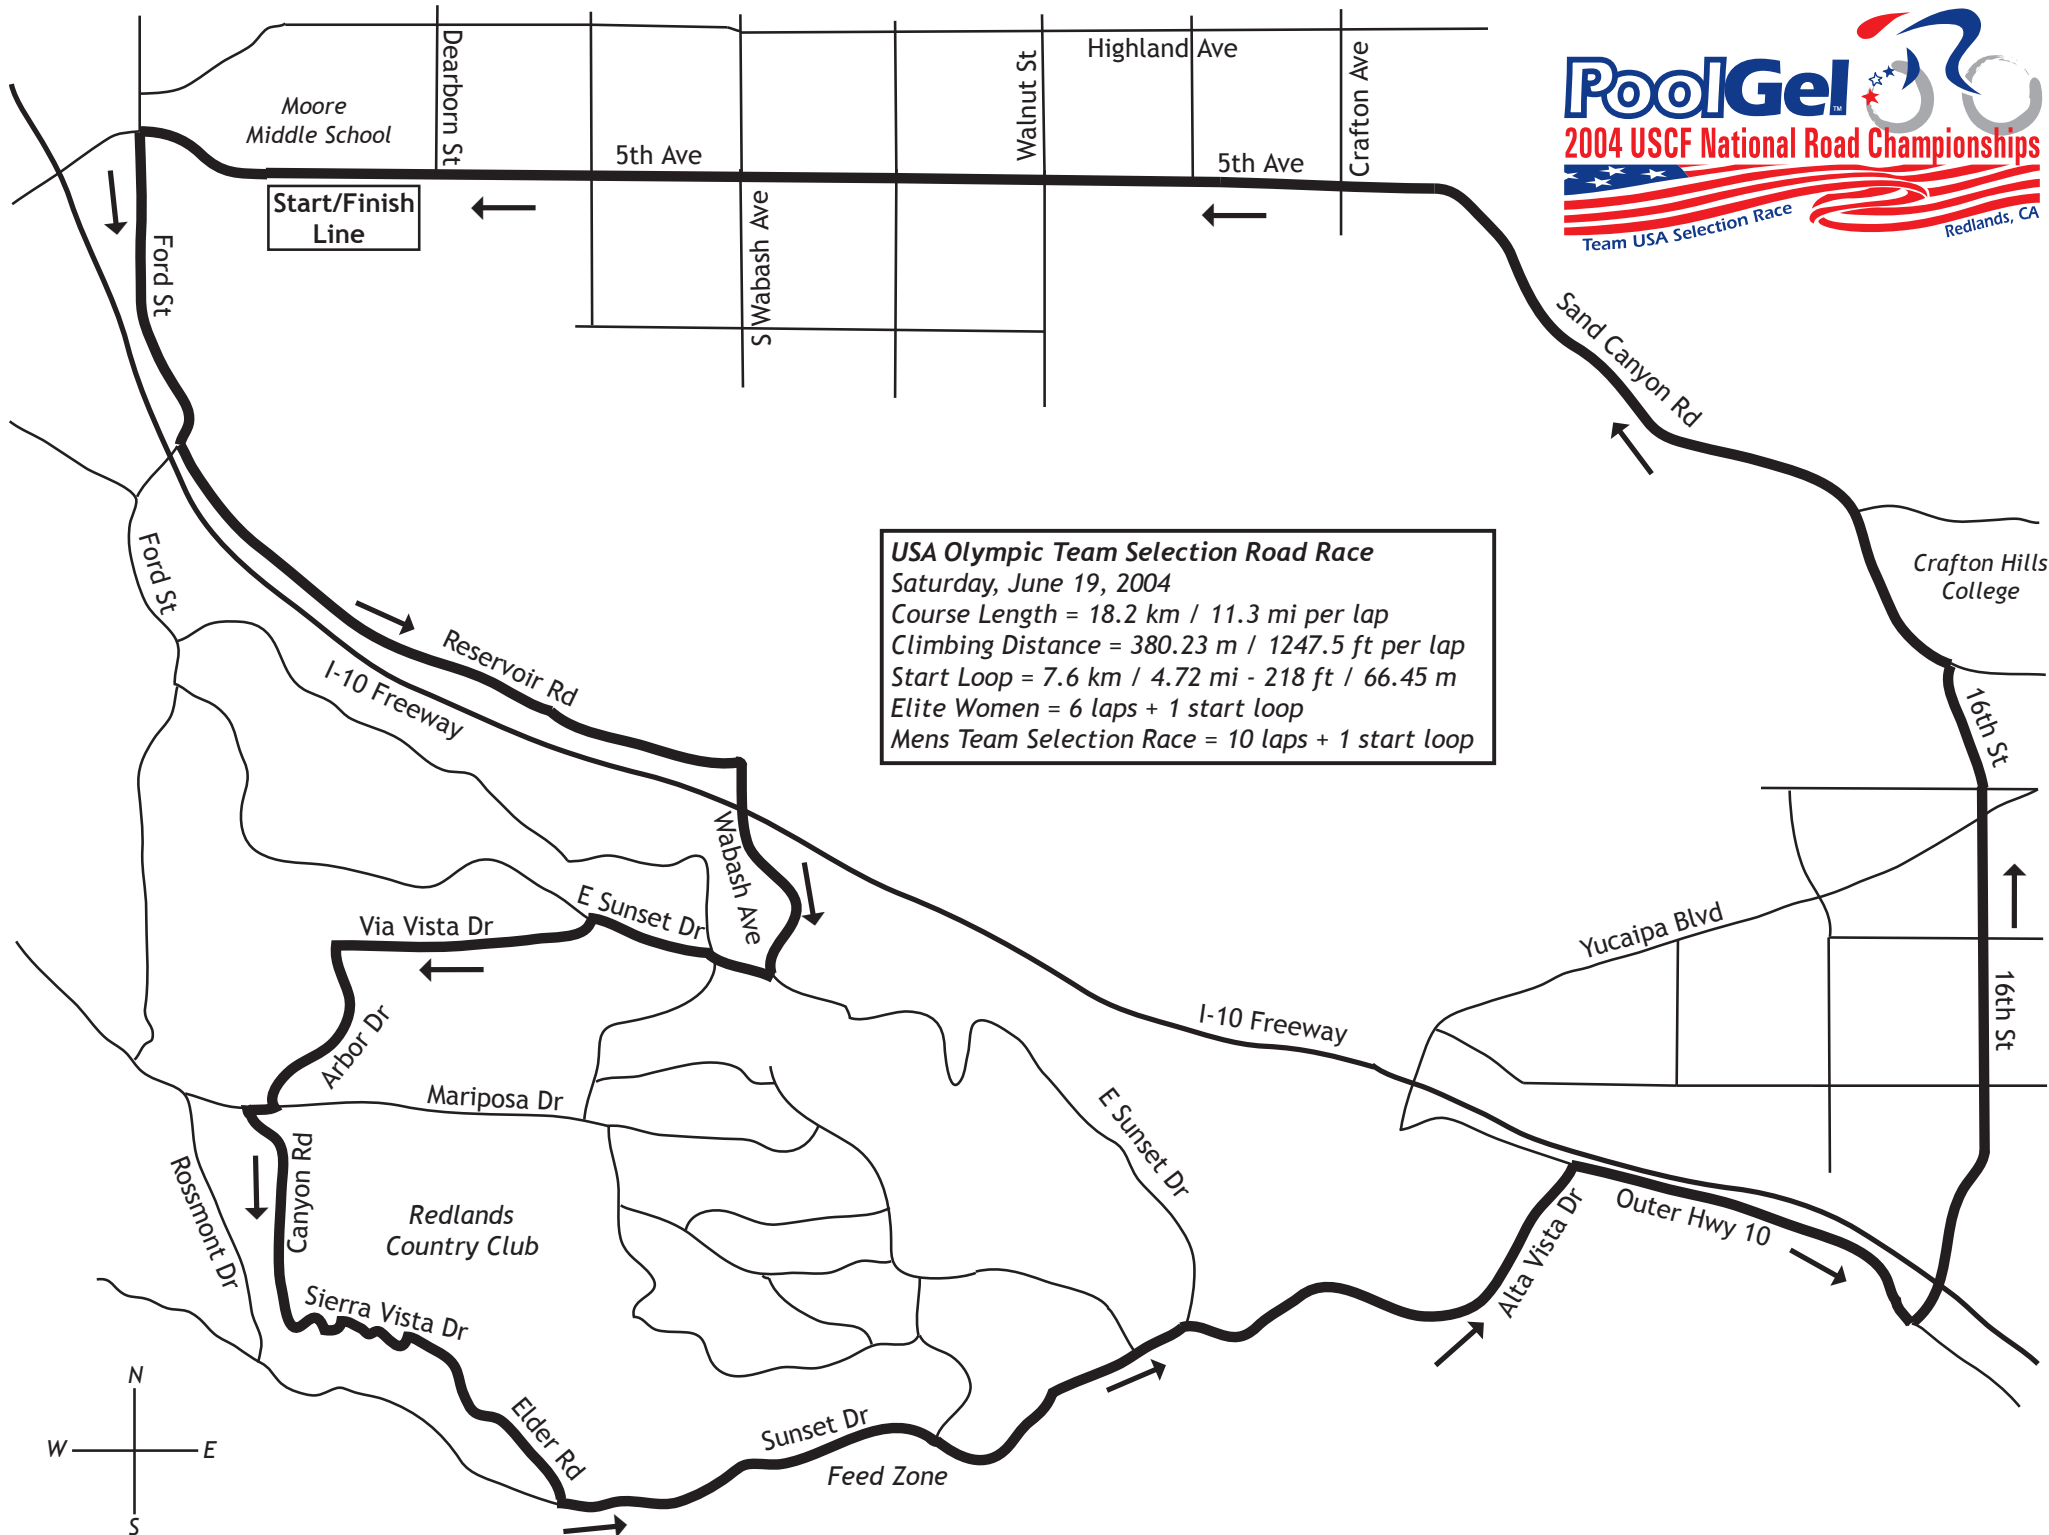 Highland Ave
Dearborn St
Walnut St
Crafton Ave
Moore
Middle School
5th Ave
5th Ave
Start/Finish
Line
S Wabash Ave
Ford St
PoolGel™
2004 USCF National Road Championships
Team USA Selection Race
Redlands, CA
Sand Canyon Rd
Crafton Hills
College
Ford St
USA Olympic Team Selection Road Race
Saturday, June 19, 2004
Course Length = 18.2 km / 11.3 mi per lap
Climbing Distance = 380.23 m / 1247.5 ft per lap
Start Loop = 7.6 km / 4.72 mi - 218 ft / 66.45 m
Elite Women = 6 laps + 1 start loop
Mens Team Selection Race = 10 laps + 1 start loop
Reservoir Rd
I-10 Freeway
16th St
Wabash Ave
E Sunset Dr
Via Vista Dr
Yucaipa Blvd
16th St
I-10 Freeway
Arbor Dr
Mariposa Dr
E Sunset Dr
Canyon Rd
Rossmont Dr
Redlands
Country Club
Outer Hwy 10
Alta Vista Dr
Sierra Vista Dr
Elder Rd
Sunset Dr
Feed Zone
N
W
E
S